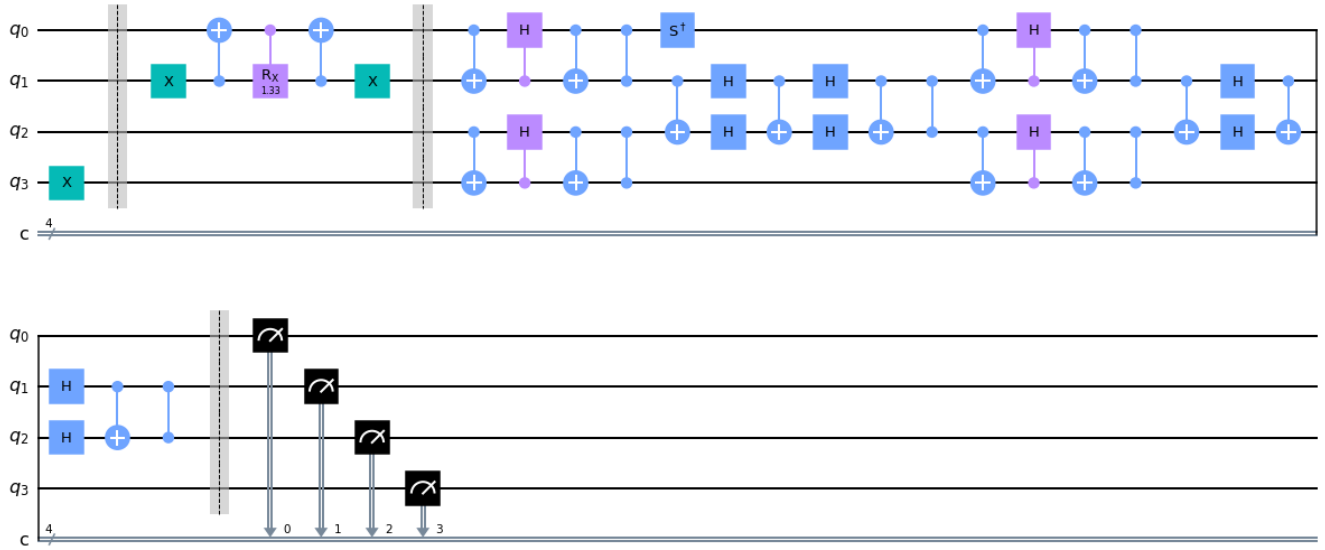 q0 H S† H
q1 X RX 1.33 X H H H
q2 H H H H H
q3 X
c 4
q0
q1 H
q2 H
q3
c 4 0 1 2 3